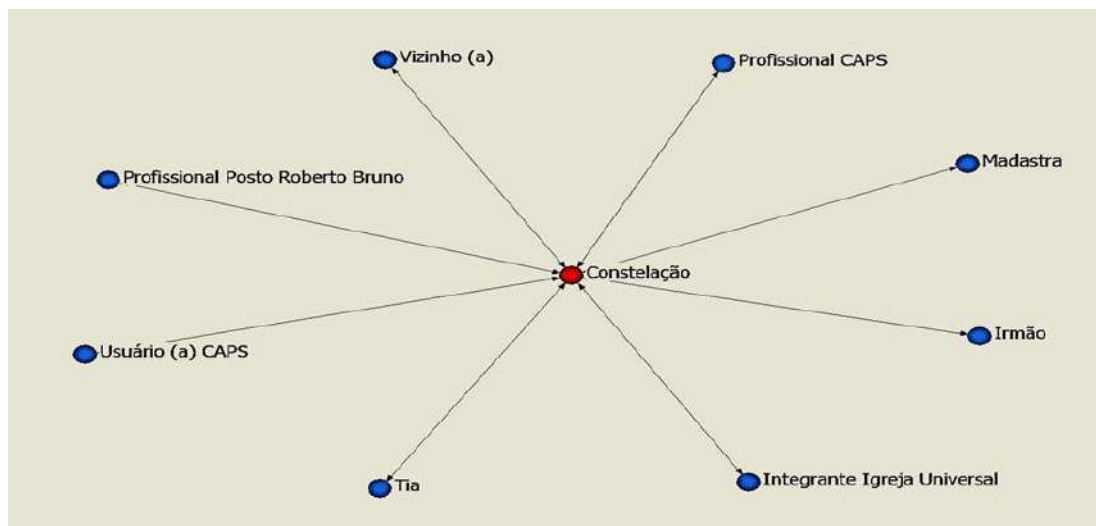 Vizinho (a)
Profissional CAPS
Madastra
Profissional Posto Roberto Bruno
Constelação
Irmão
Usuário (a) CAPS
Integrante Igreja Universal
Tia